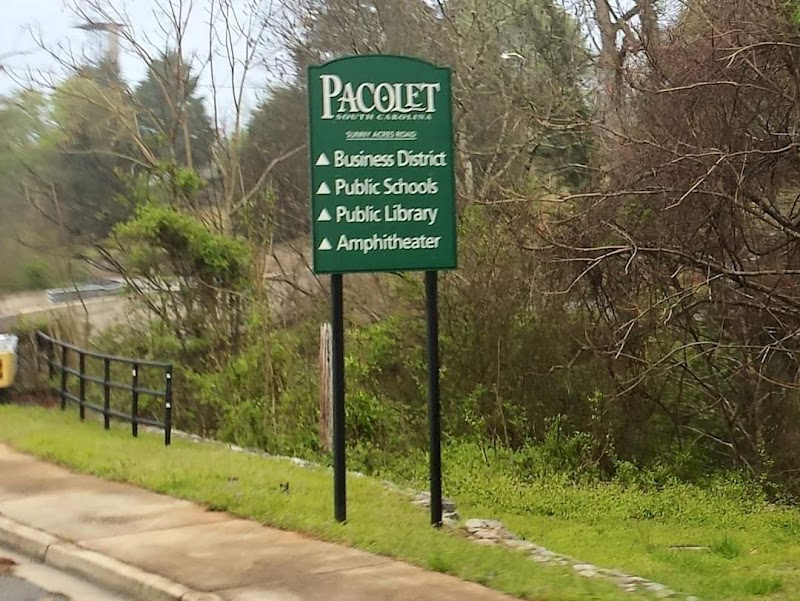 PACOLET
SOUTH CAROLINA
SUNNY ACRES ROAD
▲ Business District
▲ Public Schools
▲ Public Library
▲ Amphitheater